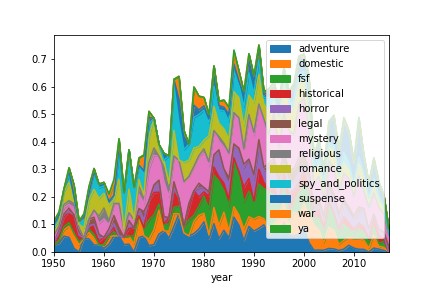 0.7
0.6
0.5
0.4
0.3
0.2
0.1
0.0
adventure
domestic
fsf
historical
horror
legal
mystery
religious
romance
spy_and_politics
suspense
war
ya
1950 1960 1970 1980 1990 2000 2010
year